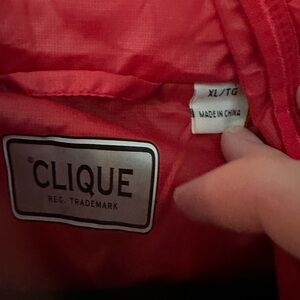 XL/TG
MADE IN CHINA
®CLIQUE
REG. TRADEMARK